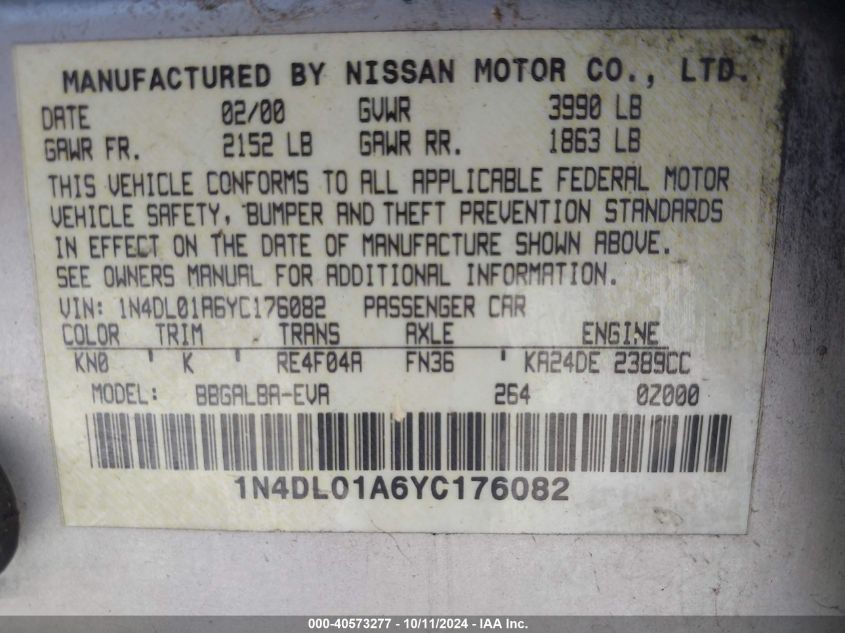 MANUFACTURED BY NISSAN MOTOR CO., LTD.
DATE 02/00 GVWR 3990 LB
GAWR FR. 2152 LB GAWR RR. 1863 LB
THIS VEHICLE CONFORMS TO ALL APPLICABLE FEDERAL MOTOR
VEHICLE SAFETY, BUMPER AND THEFT PREVENTION STANDARDS
IN EFFECT ON THE DATE OF MANUFACTURE SHOWN ABOVE.
SEE OWNERS MANUAL FOR ADDITIONAL INFORMATION.
VIN: 1N4DL01A6YC176082 PASSENGER CAR
COLOR TRIM TRANS AXLE ENGINE
KN0 ' K ' RE4F04A FN36 ' KA24DE 2389CC
MODEL: BBGALBA-EVA 264 0Z000
1N4DL01A6YC176082
000-40573277 - 10/11/2024 - IAA Inc.